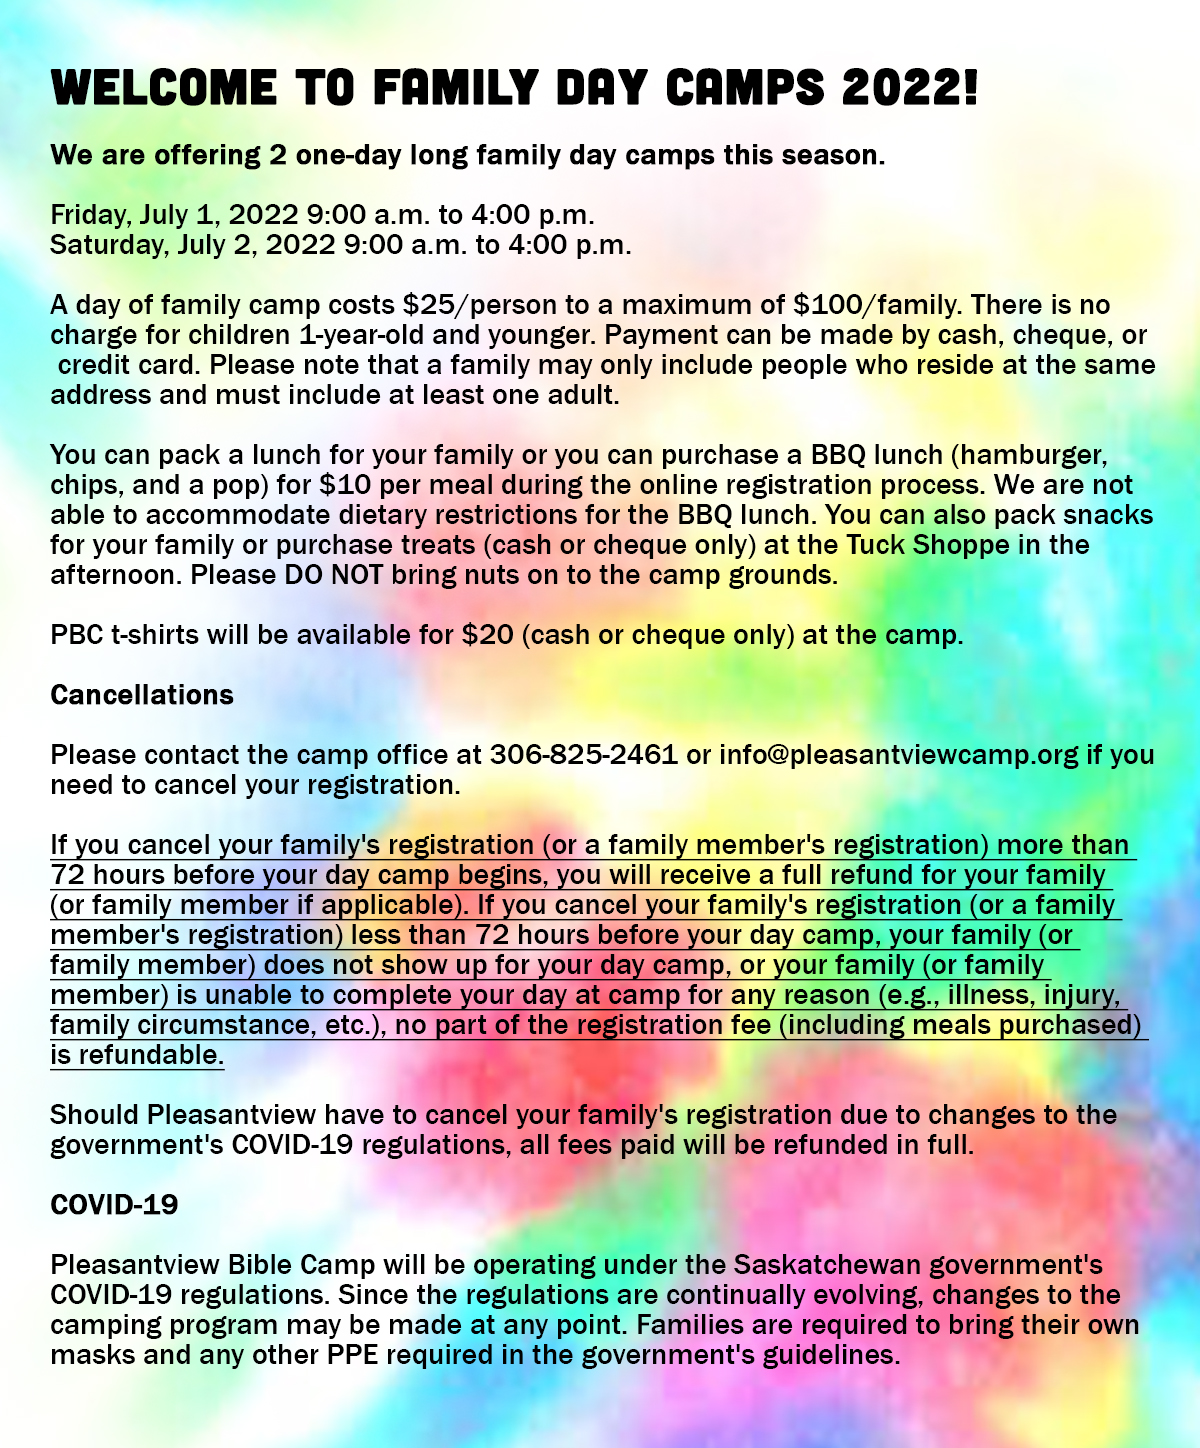 WELCOME TO FAMILY DAY CAMPS 2022!
We are offering 2 one-day long family day camps this season.
Friday, July 1, 2022 9:00 a.m. to 4:00 p.m.
Saturday, July 2, 2022 9:00 a.m. to 4:00 p.m.
A day of family camp costs $25/person to a maximum of $100/family. There is no
charge for children 1-year-old and younger. Payment can be made by cash, cheque, or
credit card. Please note that a family may only include people who reside at the same
address and must include at least one adult.
You can pack a lunch for your family or you can purchase a BBQ lunch (hamburger,
chips, and a pop) for $10 per meal during the online registration process. We are not
able to accommodate dietary restrictions for the BBQ lunch. You can also pack snacks
for your family or purchase treats (cash or cheque only) at the Tuck Shoppe in the
afternoon. Please DO NOT bring nuts on to the camp grounds.
PBC t-shirts will be available for $20 (cash or cheque only) at the camp.
Cancellations
Please contact the camp office at 306-825-2461 or info@pleasantviewcamp.org if you
need to cancel your registration.
If you cancel your family's registration (or a family member's registration) more than
72 hours before your day camp begins, you will receive a full refund for your family
(or family member if applicable). If you cancel your family's registration (or a family
member's registration) less than 72 hours before your day camp, your family (or
family member) does not show up for your day camp, or your family (or family
member) is unable to complete your day at camp for any reason (e.g., illness, injury,
family circumstance, etc.), no part of the registration fee (including meals purchased)
is refundable.
Should Pleasantview have to cancel your family's registration due to changes to the
government's COVID-19 regulations, all fees paid will be refunded in full.
COVID-19
Pleasantview Bible Camp will be operating under the Saskatchewan government's
COVID-19 regulations. Since the regulations are continually evolving, changes to the
camping program may be made at any point. Families are required to bring their own
masks and any other PPE required in the government's guidelines.